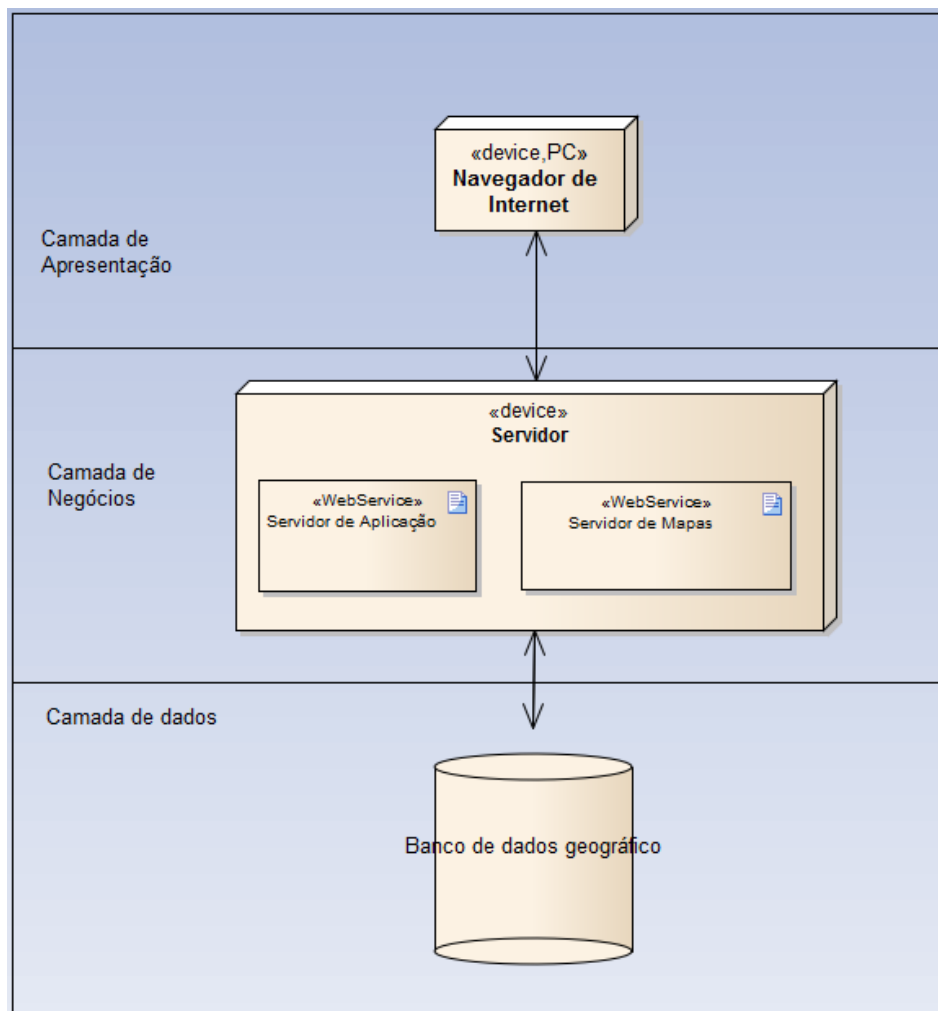 «device,PC»
Navegador de
Internet
Camada de
Apresentação
«device»
Servidor
Camada de
Negócios
«WebService»
Servidor de Aplicação
«WebService»
Servidor de Mapas
Camada de dados
Banco de dados geográfico